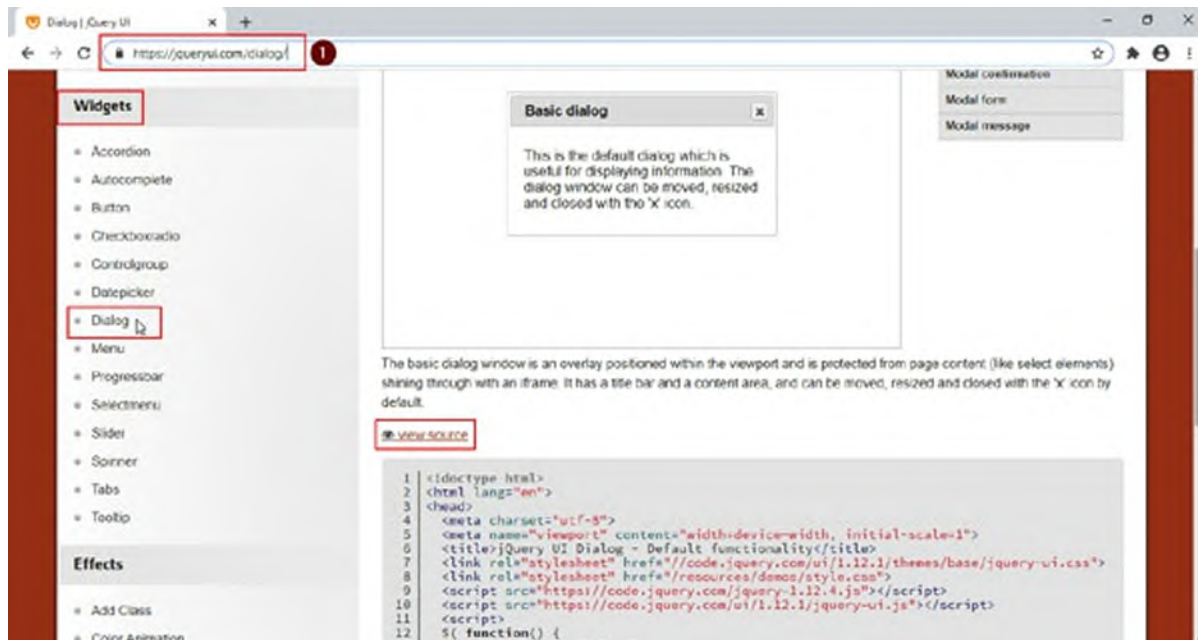 Dialog | jQuery UI
https://jqueryui.com/dialog/
1
Widgets
Accordion
Autocomplete
Button
Checkboxradio
Controlgroup
Datepicker
Dialog
Menu
Progressbar
Selectmenu
Slider
Spinner
Tabs
Tooltip
Effects
Add Class
Color Animation
Basic dialog
This is the default dialog which is
useful for displaying information. The
dialog window can be moved, resized
and closed with the 'x' icon.
Modal confirmation
Modal form
Modal message
The basic dialog window is an overlay positioned within the viewport and is protected from page content (like select elements)
shining through with an iframe. It has a title bar and a content area, and can be moved, resized and closed with the 'x' icon by
default.
view source
1 <!doctype html>
2 <html lang="en">
3 <head>
4 <meta charset="utf-8">
5 <meta name="viewport" content="width=device-width, initial-scale=1">
6 <title>jQuery UI Dialog - Default functionality</title>
7 <link rel="stylesheet" href="//code.jquery.com/ui/1.12.1/themes/base/jquery-ui.css">
8 <link rel="stylesheet" href="/resources/demos/style.css">
9 <script src="https://code.jquery.com/jquery-1.12.4.js"></script>
10 <script src="https://code.jquery.com/ui/1.12.1/jquery-ui.js"></script>
11 <script>
12 $( function() {